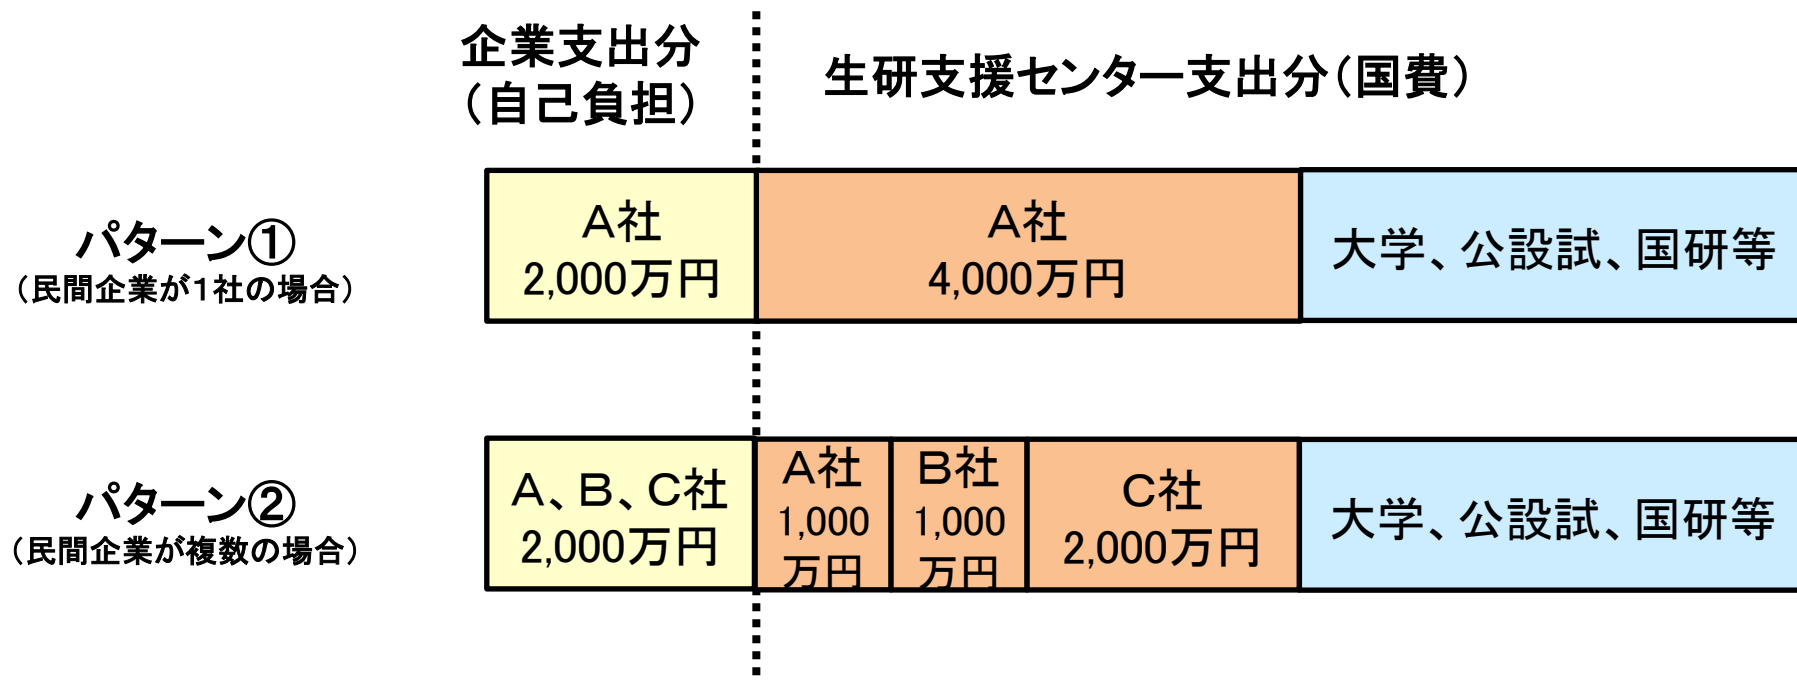 企業支出分
（自己負担）
生研支援センター支出分（国費）
パターン①
（民間企業が１社の場合）
Ａ社
2,000万円
Ａ社
4,000万円
大学、公設試、国研等
パターン②
（民間企業が複数の場合）
Ａ、Ｂ、Ｃ社
2,000万円
Ａ社
1,000
万円
Ｂ社
1,000
万円
Ｃ社
2,000万円
大学、公設試、国研等